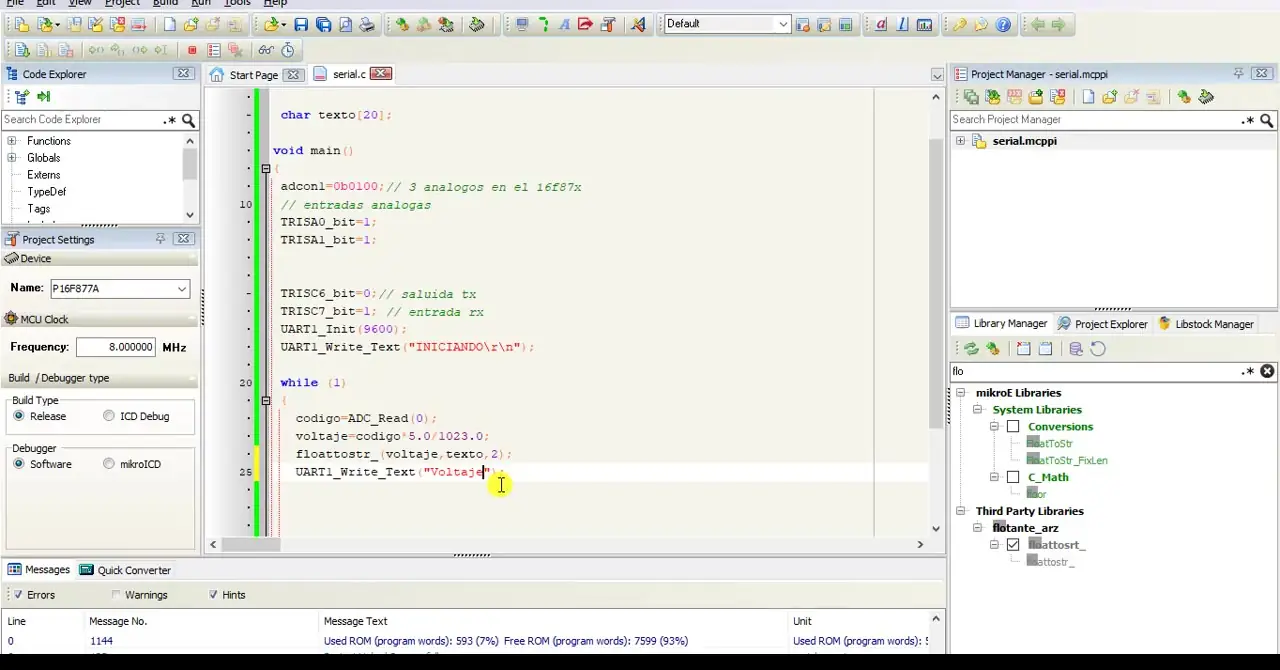 File Edit View Project Build Run Tools Help
Default
Code Explorer
Start Page
serial.c
Project Manager - serial.mcppi
Search Code Explorer
.*
Search Project Manager
.*
Functions
Globals
Externs
TypeDef
Tags
serial.mcppi
char texto[20];
void main()
{
adcon1=0b0100;// 3 analogos en el 16f87x
10
// entradas analogas
TRISA0_bit=1;
TRISA1_bit=1;
TRISC6_bit=0;// saluida tx
TRISC7_bit=1; // entrada rx
UART1_Init(9600);
UART1_Write_Text("INICIANDO\r\n");
20
while (1)
{
codigo=ADC_Read(0);
voltaje=codigo*5.0/1023.0;
floattostr_(voltaje,texto,2);
25
UART1_Write_Text("Voltaje");
Project Settings
Device
Name: P16F877A
MCU Clock
Frequency: 8.000000 MHz
Build / Debugger type
Build Type
Release
ICD Debug
Debugger
Software
mikroICD
Library Manager
Project Explorer
Libstock Manager
flo
.*
mikroE Libraries
System Libraries
Conversions
FloatToStr
FloatToStr_FixLen
C_Math
floor
Third Party Libraries
flotante_arz
floattosrt_
floattostr_
Messages
Quick Converter
Errors
Warnings
Hints
Line
Message No.
Message Text
Unit
0
1144
Used ROM (program words): 593 (7%) Free ROM (program words): 7599 (93%)
Used ROM (program words): 5